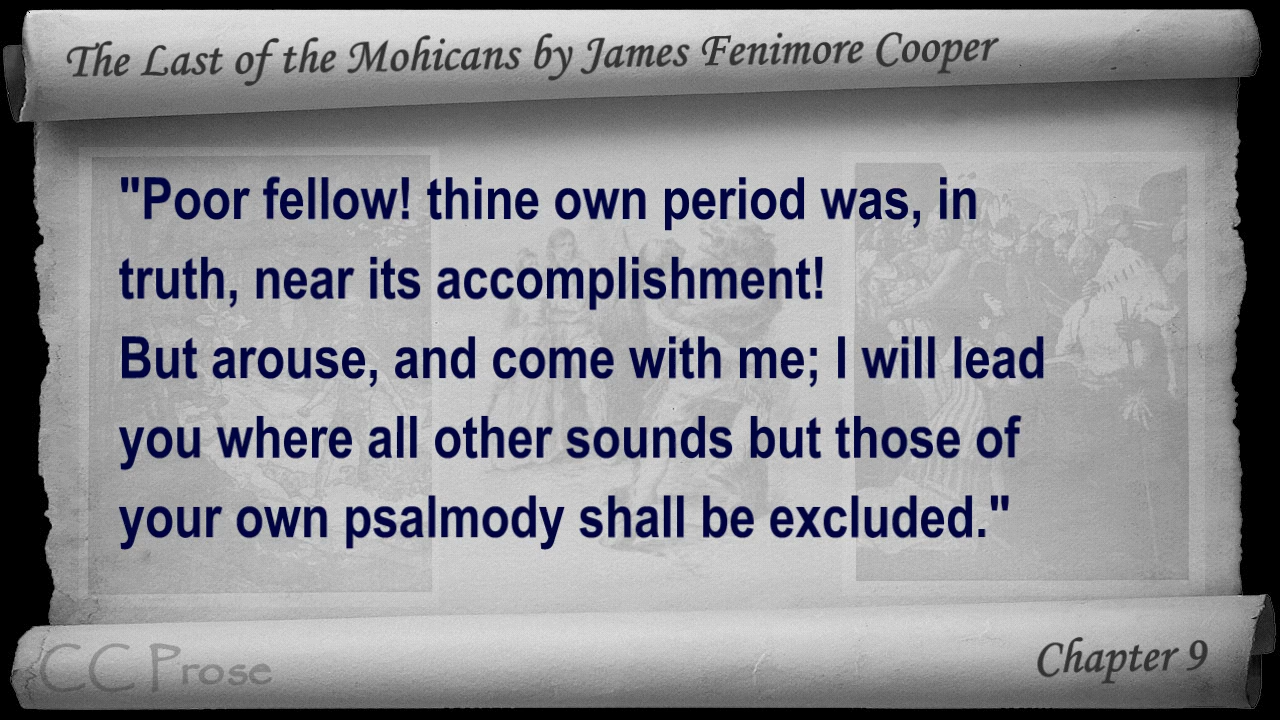 The Last of the Mohicans by James Fenimore Cooper
"Poor fellow! thine own period was, in
truth, near its accomplishment!
But arouse, and come with me; I will lead
you where all other sounds but those of
your own psalmody shall be excluded."
CC Prose
Chapter 9